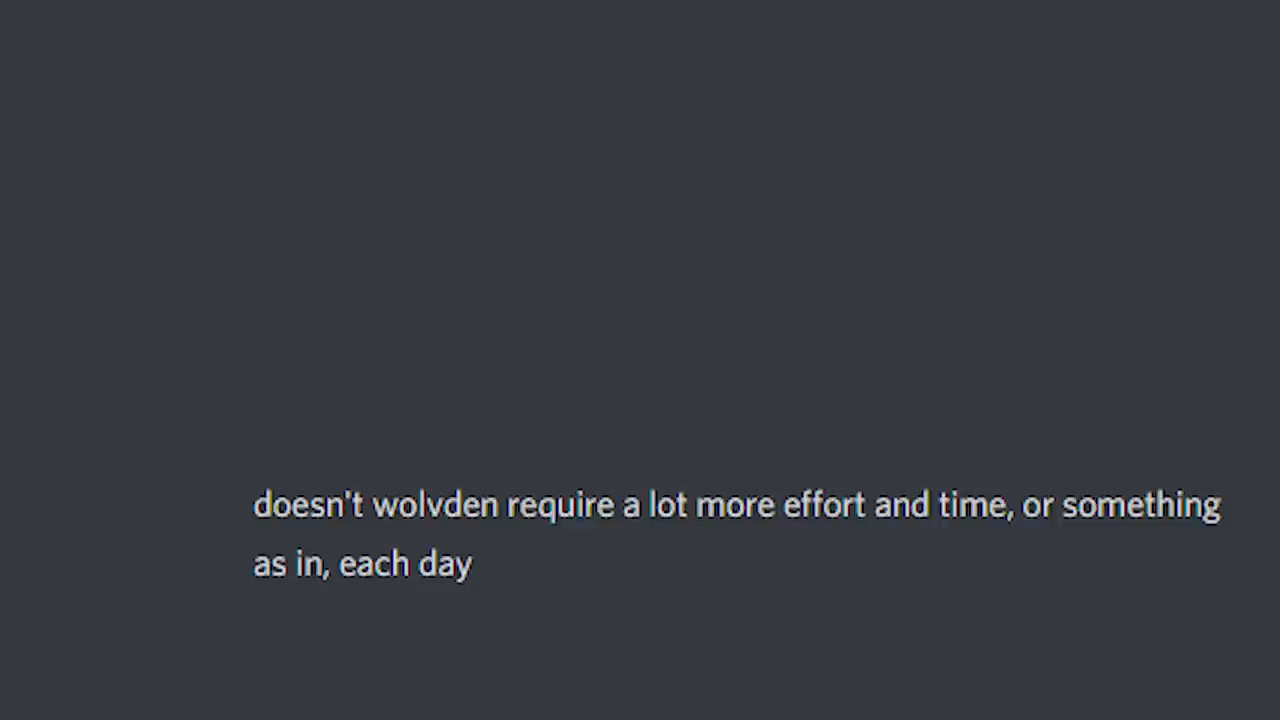 doesn't wolvden require a lot more effort and time, or something
as in, each day